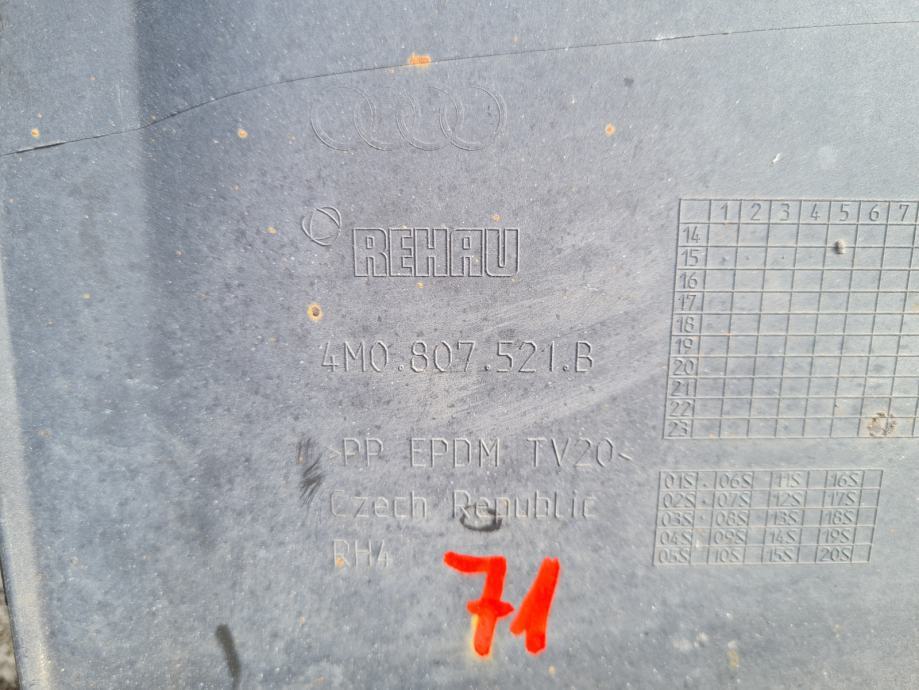 REHAU
4M0.807.521.B
>PP EPDM TV20<
Czech Republic
RH4
71
1 2 3 4 5 6 7
14
15
16
17
18
19
20
21
22
23
01S 06S 11S 16S
02S 07S 12S 17S
03S 08S 13S 18S
04S 09S 14S 19S
05S 10S 15S 20S